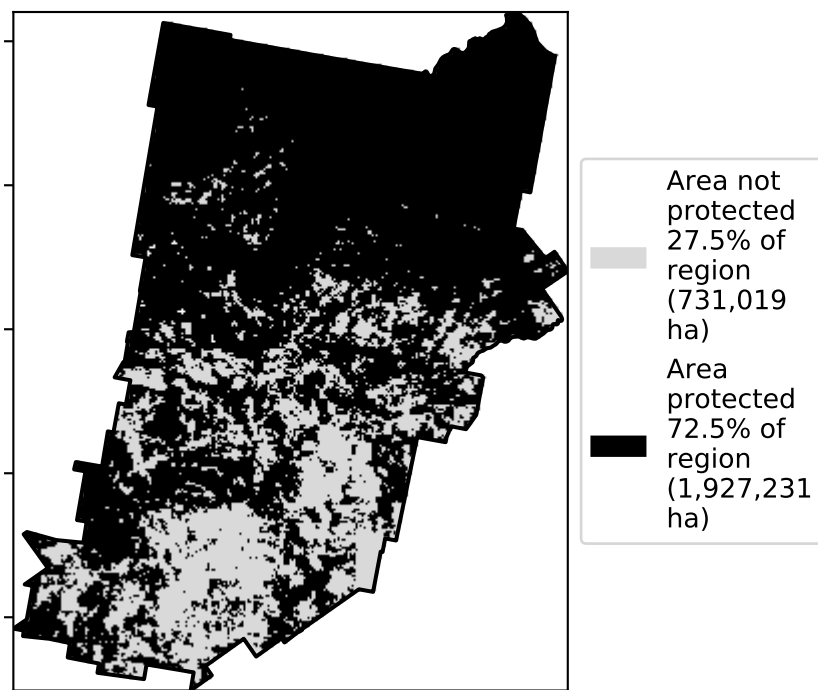 Area not
protected
27.5% of
region
(731,019
ha)
Area
protected
72.5% of
region
(1,927,231
ha)